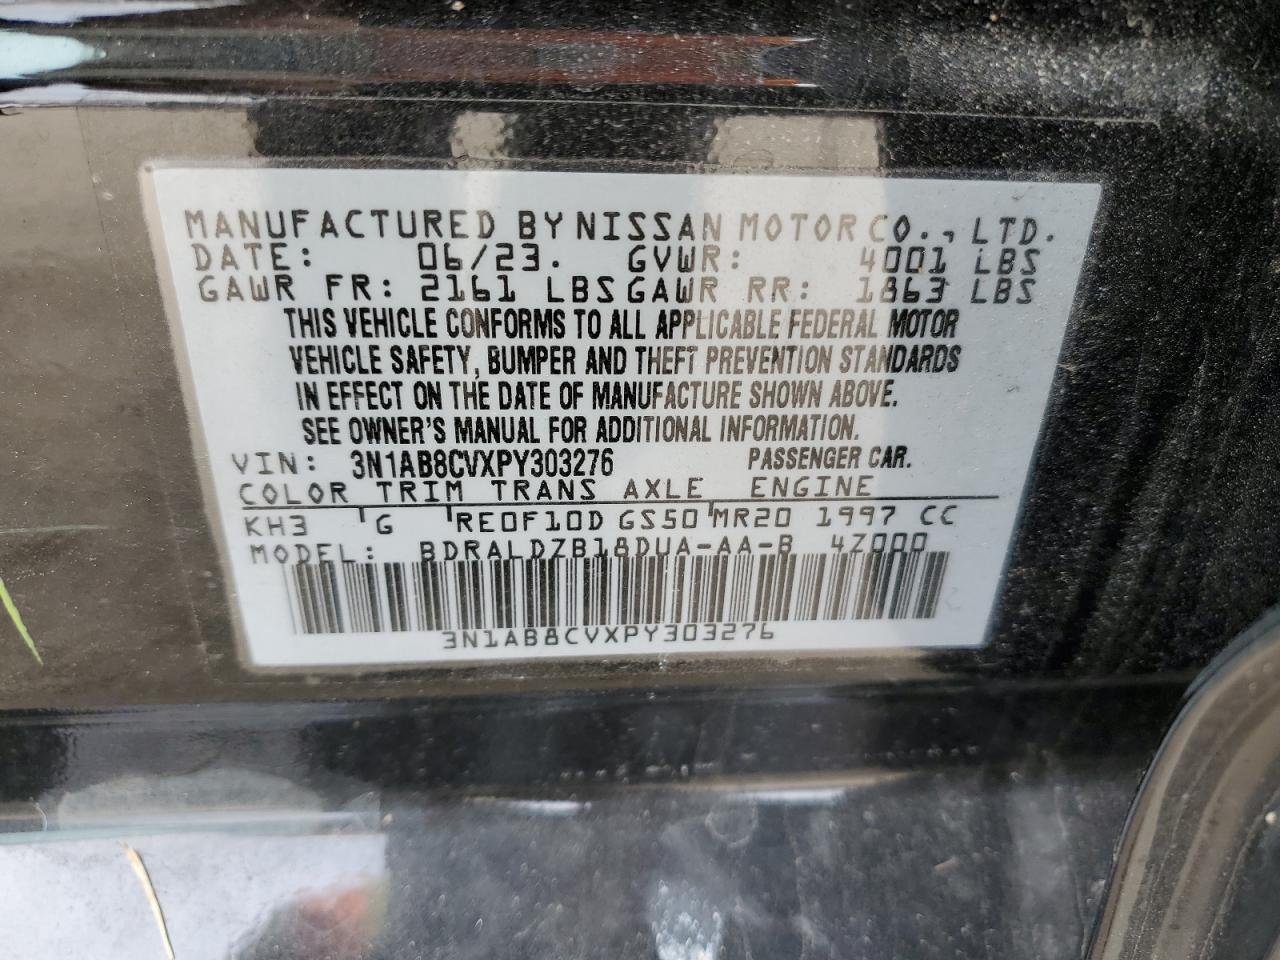 MANUFACTURED BY NISSAN MOTOR CO., LTD.
DATE: 06/23. GVWR: 4001 LBS
GAWR FR: 2161 LBS GAWR RR: 1863 LBS
THIS VEHICLE CONFORMS TO ALL APPLICABLE FEDERAL MOTOR
VEHICLE SAFETY, BUMPER AND THEFT PREVENTION STANDARDS
IN EFFECT ON THE DATE OF MANUFACTURE SHOWN ABOVE.
SEE OWNER'S MANUAL FOR ADDITIONAL INFORMATION.
VIN: 3N1AB8CVXPY303276 PASSENGER CAR.
COLOR TRIM TRANS AXLE ENGINE
KH3 G RE0F10D GS50 MR20 1997 CC
MODEL: BDRALDZB18DUA-AA-B 4Z000
3N1AB8CVXPY303276